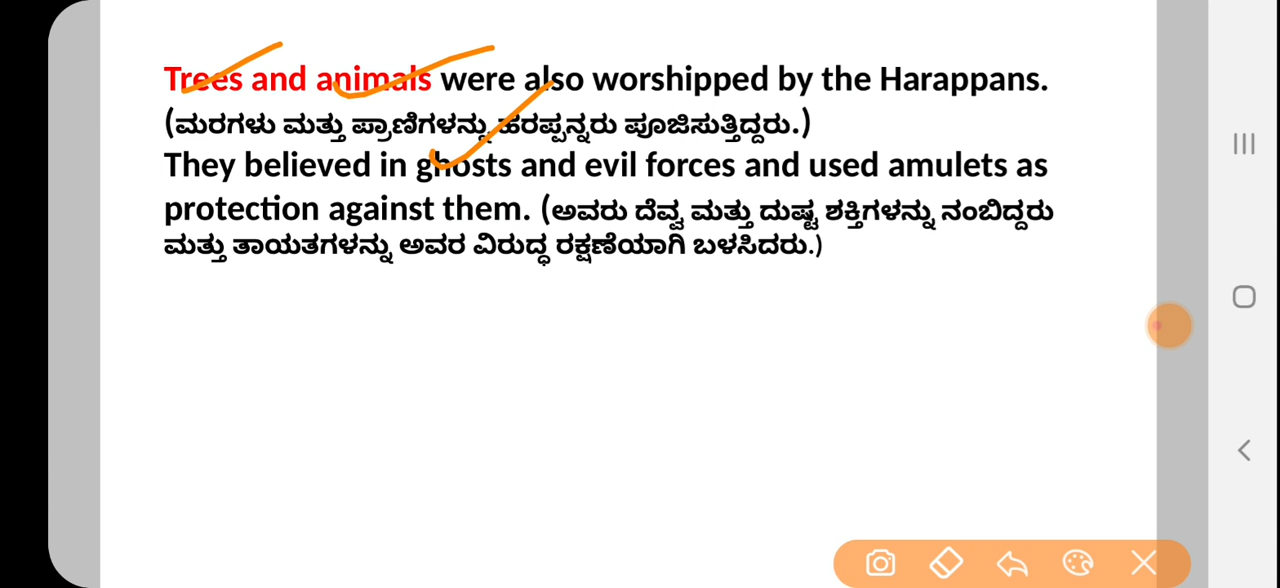 Trees and animals were also worshipped by the Harappans.
(ಮರಗಳು ಮತ್ತು ಪ್ರಾಣಿಗಳನ್ನು ಹರಪ್ಪನ್ನರು ಪೂಜಿಸುತ್ತಿದ್ದರು.)
They believed in ghosts and evil forces and used amulets as
protection against them. (ಅವರು ದೆವ್ವ ಮತ್ತು ದುಷ್ಟ ಶಕ್ತಿಗಳನ್ನು ನಂಬಿದ್ದರು
ಮತ್ತು ತಾಯತಗಳನ್ನು ಅವರ ವಿರುದ್ಧ ರಕ್ಷಣೆಯಾಗಿ ಬಳಸಿದರು.)